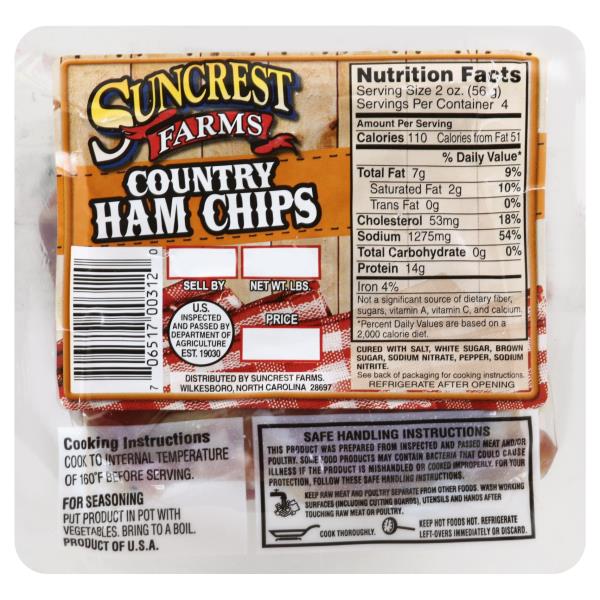 SUNCREST
FARMS
COUNTRY
HAM CHIPS
SELL BY
NET WT. LBS.
PRICE
U.S.
INSPECTED
AND PASSED BY
DEPARTMENT OF
AGRICULTURE
EST. 19030
7 06517 00312 0
DISTRIBUTED BY SUNCREST FARMS.
WILKESBORO, NORTH CAROLINA 28697
Nutrition Facts
Serving Size 2 oz. (56 g)
Servings Per Container 4
Amount Per Serving
Calories 110 Calories from Fat 51
% Daily Value*
Total Fat 7g 9%
Saturated Fat 2g 10%
Trans Fat 0g 0%
Cholesterol 53mg 18%
Sodium 1275mg 54%
Total Carbohydrate 0g 0%
Protein 14g
Iron 4%
Not a significant source of dietary fiber,
sugars, vitamin A, vitamin C, and calcium.
*Percent Daily Values are based on a
2,000 calorie diet.
CURED WITH SALT, WHITE SUGAR, BROWN
SUGAR, SODIUM NITRATE, PEPPER, SODIUM
NITRITE.
See back of packaging for cooking instructions.
REFRIGERATE AFTER OPENING
Cooking Instructions
COOK TO INTERNAL TEMPERATURE
OF 160°F BEFORE SERVING.
FOR SEASONING
PUT PRODUCT IN POT WITH
VEGETABLES. BRING TO A BOIL.
PRODUCT OF U.S.A.
SAFE HANDLING INSTRUCTIONS
THIS PRODUCT WAS PREPARED FROM INSPECTED AND PASSED MEAT AND/OR
POULTRY. SOME FOOD PRODUCTS MAY CONTAIN BACTERIA THAT COULD CAUSE
ILLNESS IF THE PRODUCT IS MISHANDLED OR COOKED IMPROPERLY. FOR YOUR
PROTECTION, FOLLOW THESE SAFE HANDLING INSTRUCTIONS.
KEEP RAW MEAT AND POULTRY SEPARATE FROM OTHER FOODS. WASH WORKING
SURFACES (INCLUDING CUTTING BOARDS), UTENSILS AND HANDS AFTER
TOUCHING RAW MEAT OR POULTRY.
COOK THOROUGHLY.
KEEP HOT FOODS HOT. REFRIGERATE
LEFT-OVERS IMMEDIATELY OR DISCARD.